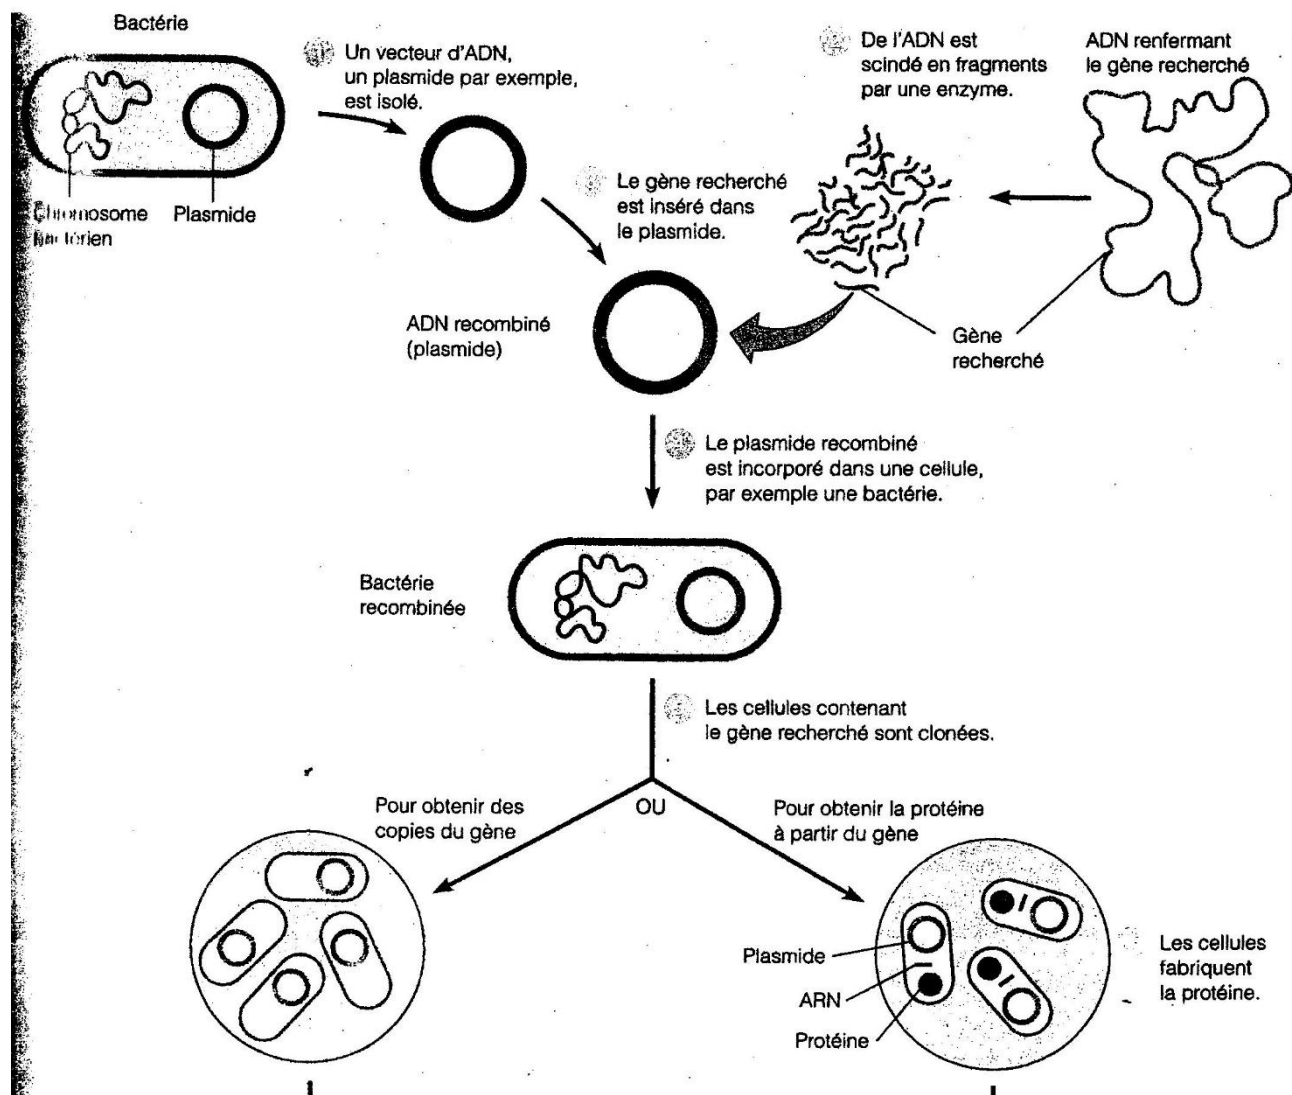 Bactérie
Un vecteur d'ADN,
un plasmide par exemple,
est isolé.
De l'ADN est
scindé en fragments
par une enzyme.
ADN renfermant
le gène recherché
Chromosome
bactérien
Plasmide
Le gène recherché
est inséré dans
le plasmide.
ADN recombiné
(plasmide)
Gène
recherché
Le plasmide recombiné
est incorporé dans une cellule,
par exemple une bactérie.
Bactérie
recombinée
Les cellules contenant
le gène recherché sont clonées.
Pour obtenir des
copies du gène
OU
Pour obtenir la protéine
à partir du gène
Plasmide
ARN
Protéine
Les cellules
fabriquent
la protéine.